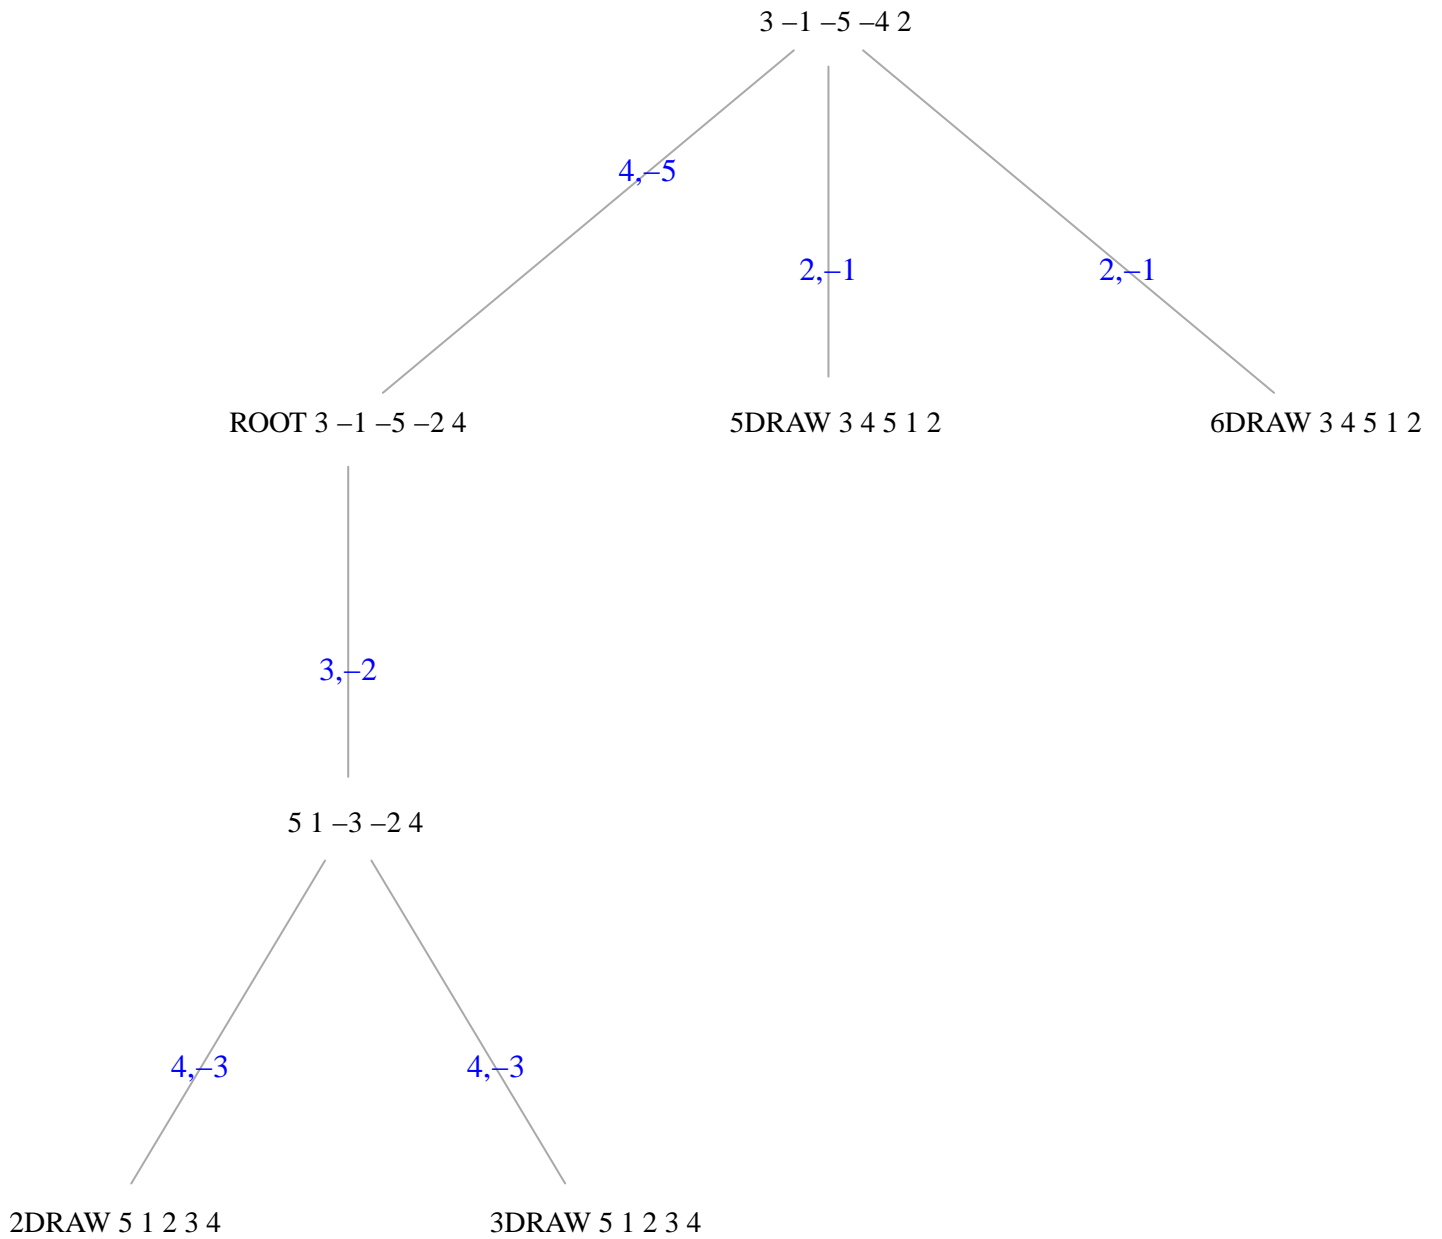 3 –1 –5 –4 2
4,–5
2,–1
2,–1
ROOT 3 –1 –5 –2 4
5DRAW 3 4 5 1 2
6DRAW 3 4 5 1 2
3,–2
5 1 –3 –2 4
4,–3
4,–3
2DRAW 5 1 2 3 4
3DRAW 5 1 2 3 4